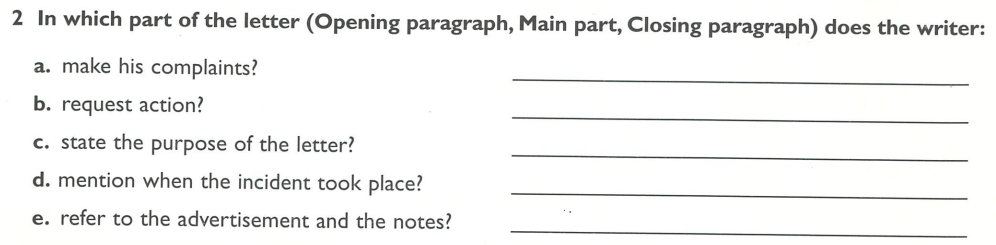 2 In which part of the letter (Opening paragraph, Main part, Closing paragraph) does the writer:
a. make his complaints?
b. request action?
c. state the purpose of the letter?
d. mention when the incident took place?
e. refer to the advertisement and the notes?